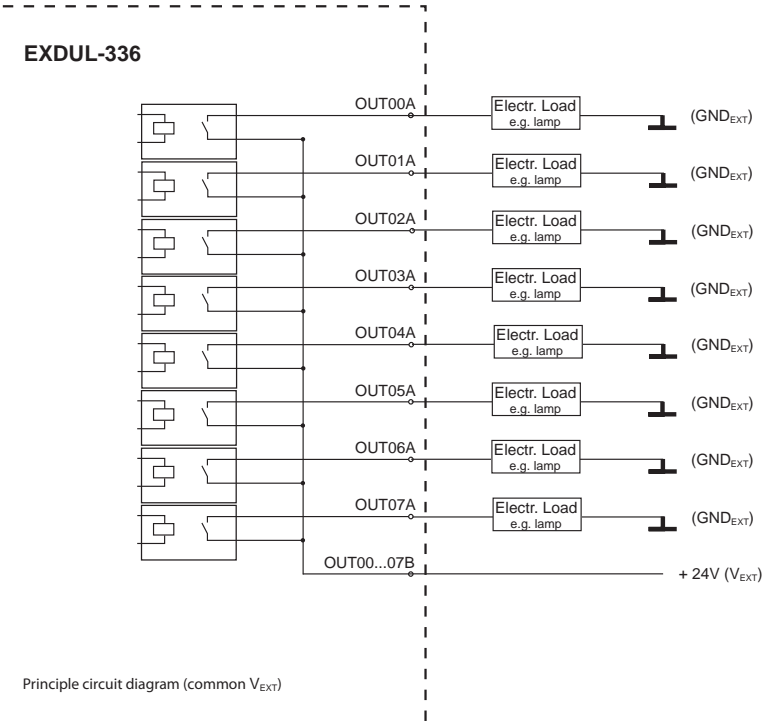 EXDUL-336
OUT00A
Electr. Load
e.g. lamp
(GNDEXT)
OUT01A
Electr. Load
e.g. lamp
(GNDEXT)
OUT02A
Electr. Load
e.g. lamp
(GNDEXT)
OUT03A
Electr. Load
e.g. lamp
(GNDEXT)
OUT04A
Electr. Load
e.g. lamp
(GNDEXT)
OUT05A
Electr. Load
e.g. lamp
(GNDEXT)
OUT06A
Electr. Load
e.g. lamp
(GNDEXT)
OUT07A
Electr. Load
e.g. lamp
(GNDEXT)
OUT00...07B
+ 24V (VEXT)
Principle circuit diagram (common VEXT)